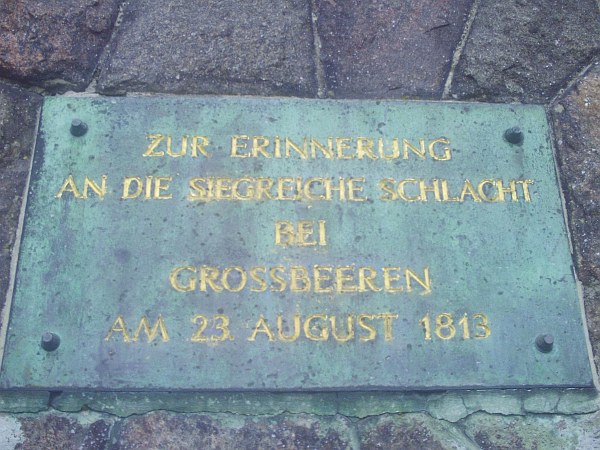 ZUR ERINNERUNG
AN DIE SIEGREICHE SCHLACHT
BEI
GROSSBEEREN
AM 23. AUGUST 1813